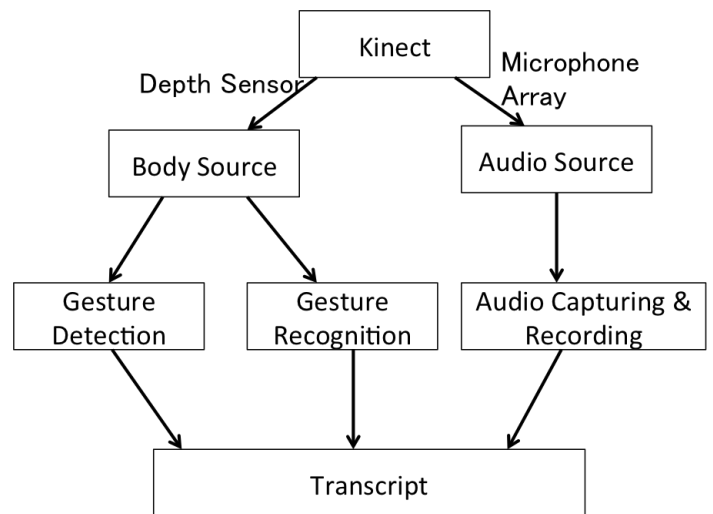 Kinect
Depth Sensor
Microphone
Array
Body Source
Audio Source
Gesture
Detection
Gesture
Recognition
Audio Capturing &
Recording
Transcript